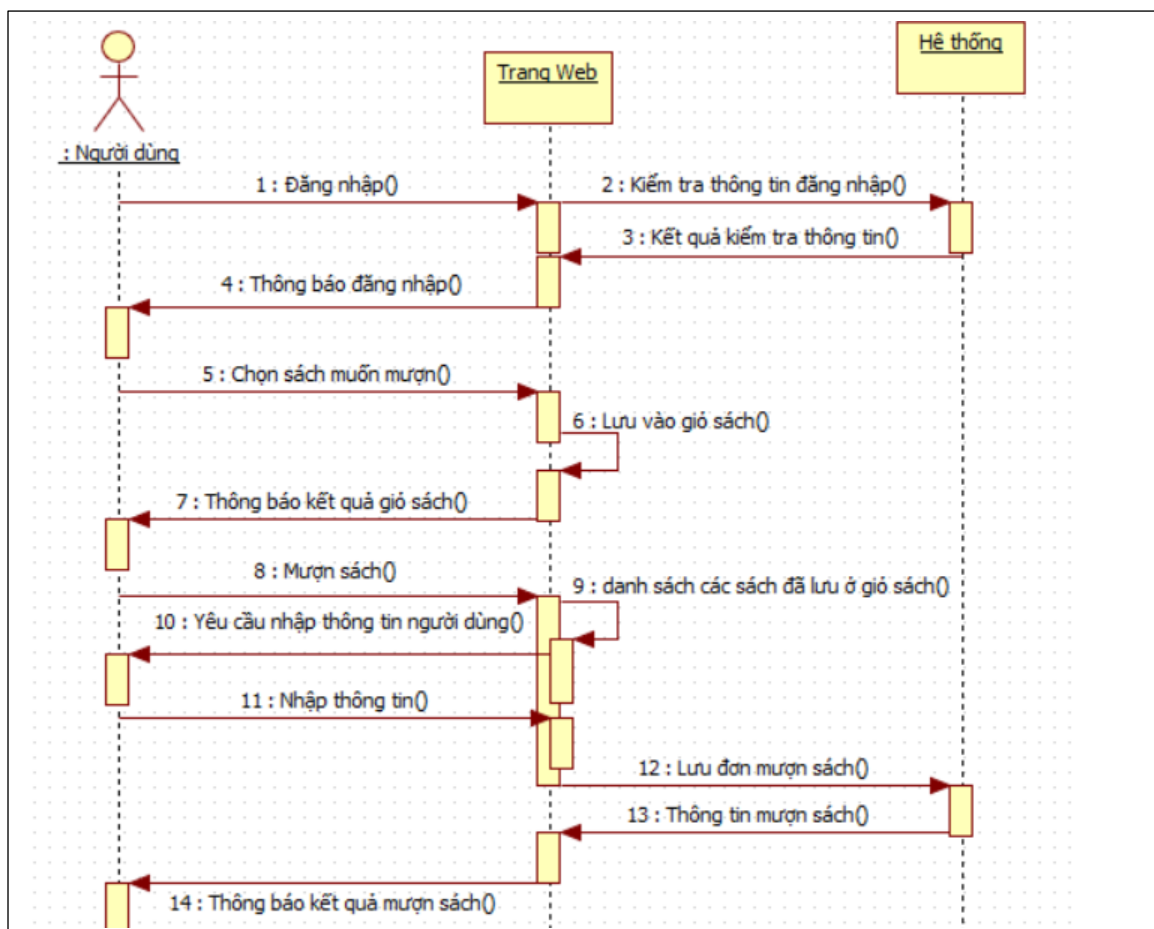 Hê thống
Trang Web
: Người dùng
1 : Đăng nhập()
2 : Kiểm tra thông tin đăng nhập()
3 : Kết quả kiểm tra thông tin()
4 : Thông báo đăng nhập()
5 : Chọn sách muốn mượn()
6 : Lưu vào giỏ sách()
7 : Thông báo kết quả giỏ sách()
8 : Mượn sách()
9 : danh sách các sách đã lưu ở giỏ sách()
10 : Yêu cầu nhập thông tin người dùng()
11 : Nhập thông tin()
12 : Lưu đơn mượn sách()
13 : Thông tin mượn sách()
14 : Thông báo kết quả mượn sách()